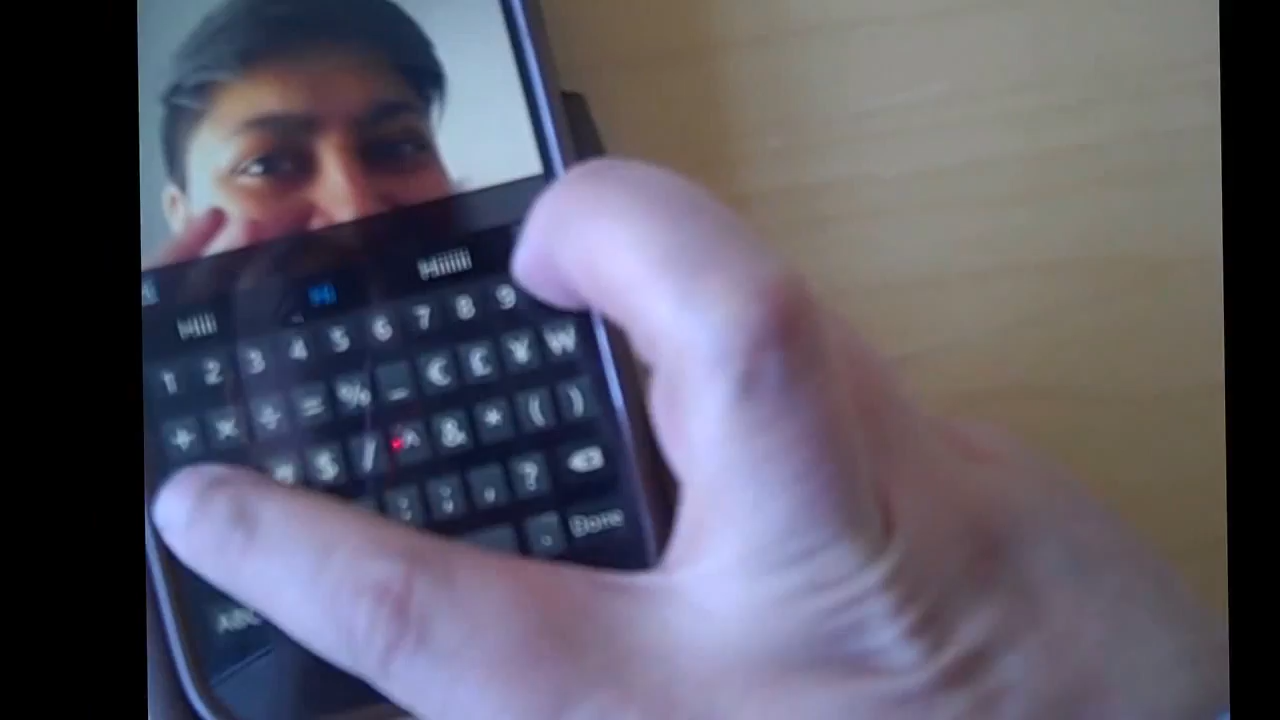 Hiii Hi Hiiiii
1 2 3 4 5 6 7 8 9
+ × ÷ = % _ € £ ¥ ₩
# $ / ^ & * ( )
: ; , ?
ABC . Done